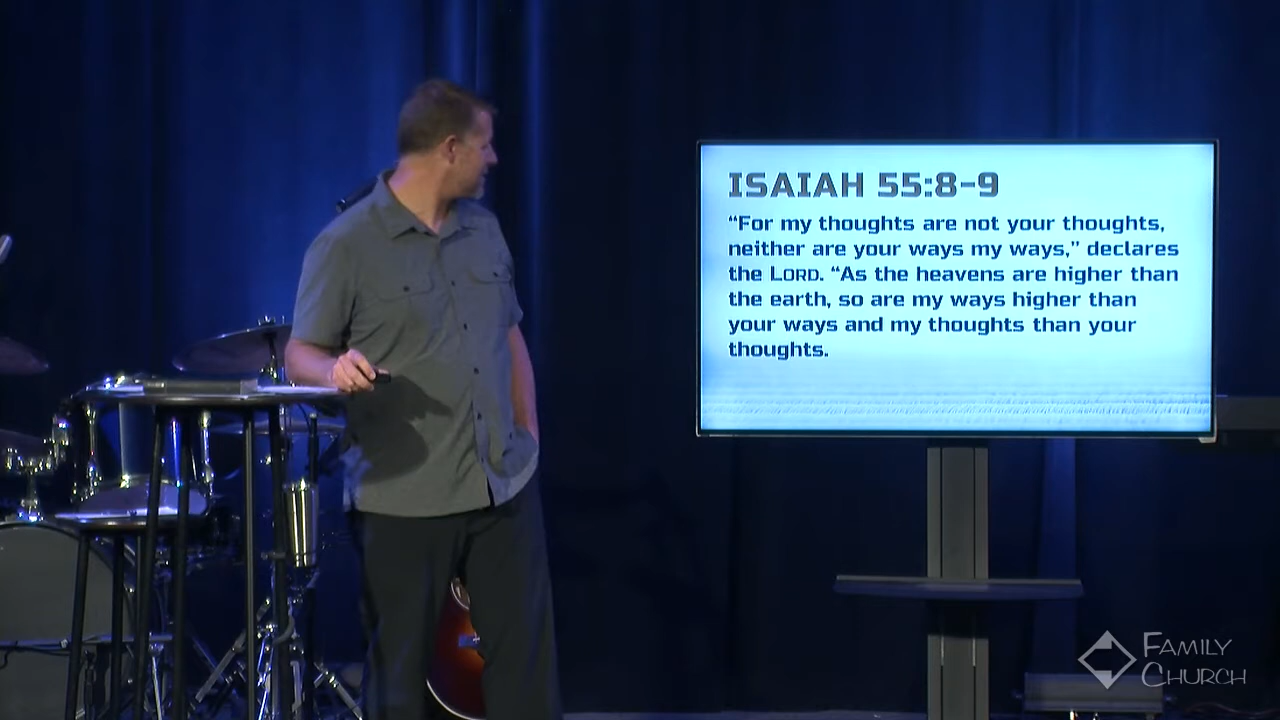 ISAIAH 55:8-9
“For my thoughts are not your thoughts,
neither are your ways my ways,” declares
the LORD. “As the heavens are higher than
the earth, so are my ways higher than
your ways and my thoughts than your
thoughts.
FAMILY
CHURCH